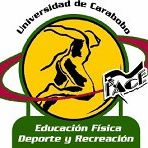 Universidad de Carabobo
FACE
Educación Física
Deporte y Recreación